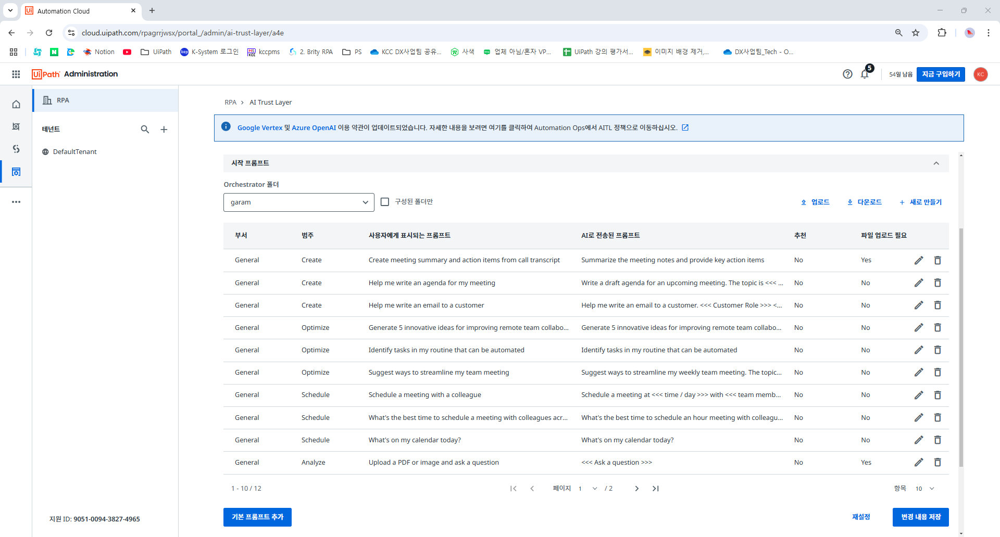 Automation Cloud
cloud.uipath.com/rpagrrjwsx/portal_/admin/ai-trust-layer/a4e
Notion
UiPath
K-System 로그인
kccpms
2. Brity RPA
PS
KCC DX사업팀 공유...
사색
업체 아님/혼자 VP...
UiPath 강의 평가서...
이미지 배경 제거,...
DX사업팀_Tech - O...
UiPath Administration
5
54일 남음
지금 구입하기
KC
RPA
테넌트
DefaultTenant
지원 ID: 9051-0094-3827-4965
RPA > AI Trust Layer
Google Vertex 및 Azure OpenAI 이용 약관이 업데이트되었습니다. 자세한 내용을 보려면 여기를 클릭하여 Automation Ops에서 AITL 정책으로 이동하십시오.
시작 프롬프트
Orchestrator 폴더
garam
구성된 폴더만
업로드
다운로드
+ 새로 만들기
부서 범주 사용자에게 표시되는 프롬프트 AI로 전송된 프롬프트 추천 파일 업로드 필요
General Create Create meeting summary and action items from call transcript Summarize the meeting notes and provide key action items No Yes
General Create Help me write an agenda for my meeting Write a draft agenda for an upcoming meeting. The topic is <<< ... No No
General Create Help me write an email to a customer Help me write an email to a customer. <<< Customer Role >>> <... No No
General Optimize Generate 5 innovative ideas for improving remote team collabo... Generate 5 innovative ideas for improving remote team collabo... No No
General Optimize Identify tasks in my routine that can be automated Identify tasks in my routine that can be automated No No
General Optimize Suggest ways to streamline my team meeting Suggest ways to streamline my weekly team meeting. The topic... No No
General Schedule Schedule a meeting with a colleague Schedule a meeting at <<< time / day >>> with <<< team memb... No No
General Schedule What's the best time to schedule a meeting with colleagues acr... What's the best time to schedule an hour meeting with colleagu... No No
General Schedule What's on my calendar today? What's on my calendar today? No No
General Analyze Upload a PDF or image and ask a question <<< Ask a question >>> No Yes
1 - 10 / 12
페이지 1 / 2
항목 10
기본 프롬프트 추가
재설정
변경 내용 저장